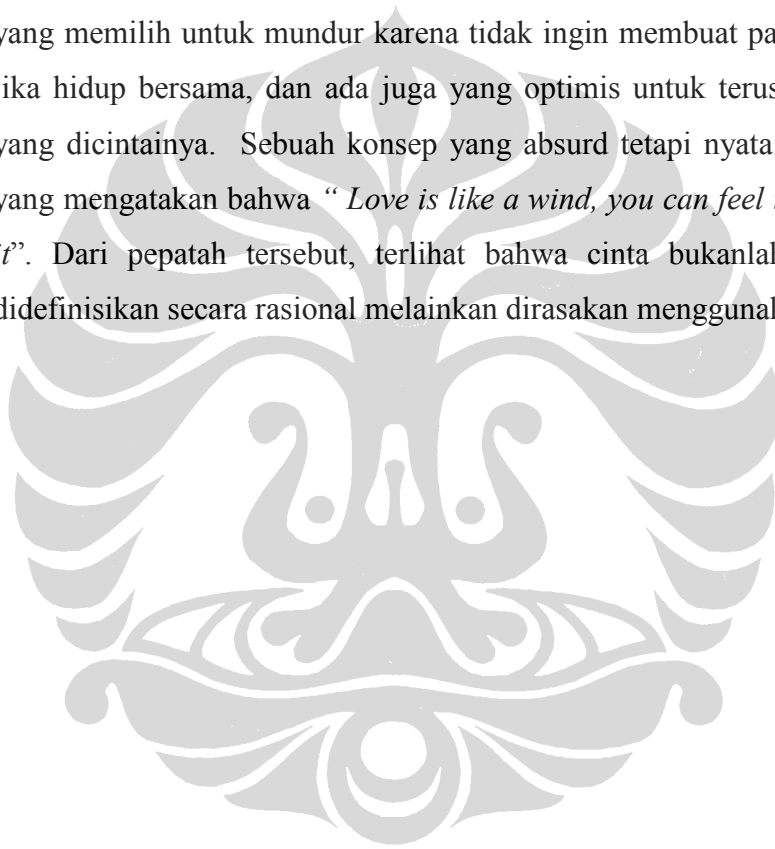 yang memilih untuk mundur karena tidak ingin membuat pa
ika hidup bersama, dan ada juga yang optimis untuk terus
yang dicintainya. Sebuah konsep yang absurd tetapi nyata
yang mengatakan bahwa “ Love is like a wind, you can feel
it”. Dari pepatah tersebut, terlihat bahwa cinta bukanlah
didefinisikan secara rasional melainkan dirasakan menggunak